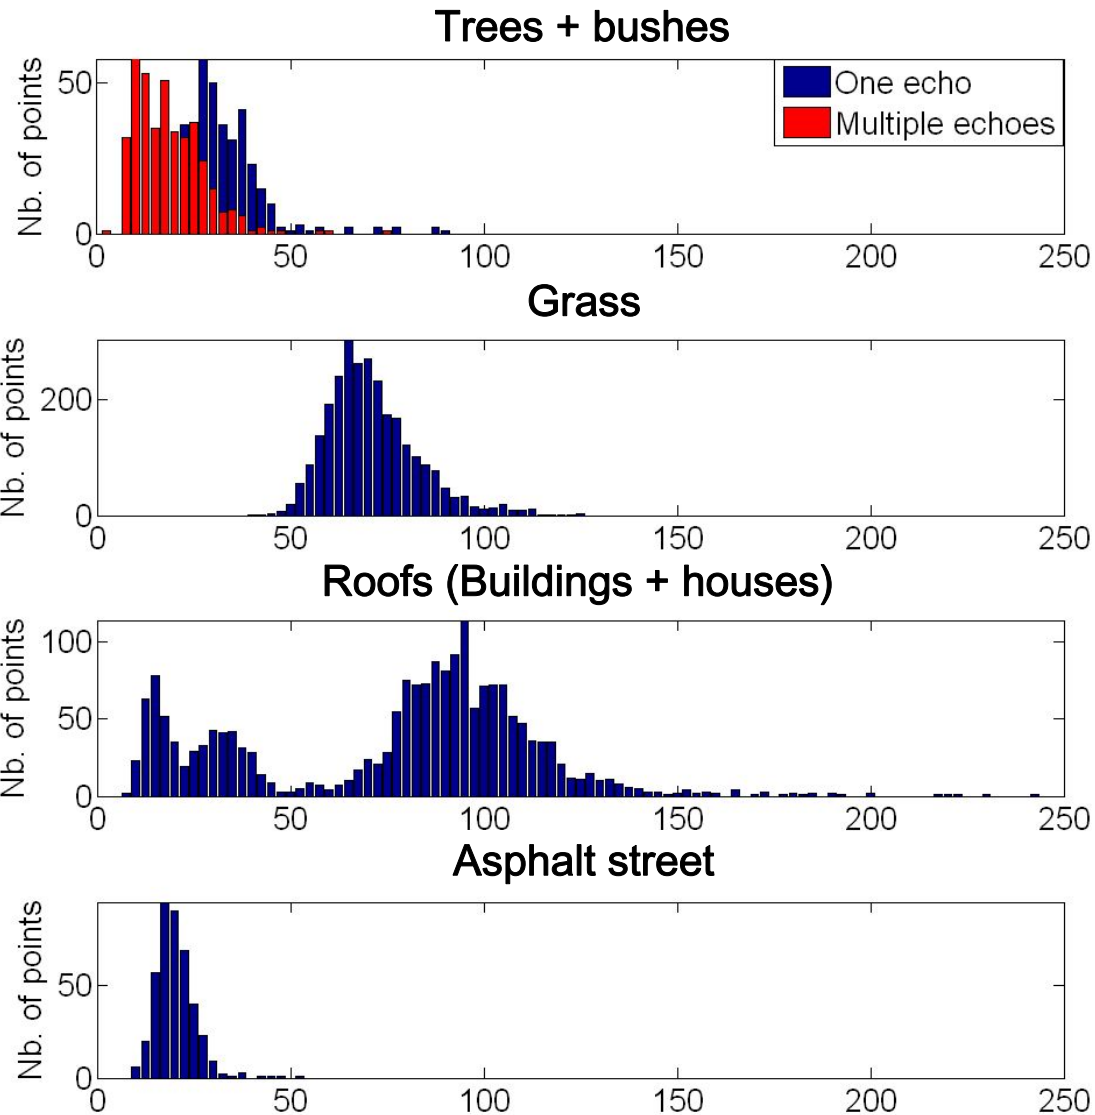 Trees + bushes
Nb. of points
50
0
One echo
Multiple echoes
0 50 100 150 200 250
Grass
Nb. of points
200
0
0 50 100 150 200 250
Roofs (Buildings + houses)
Nb. of points
100
50
0
0 50 100 150 200 250
Asphalt street
Nb. of points
50
0
0 50 100 150 200 250